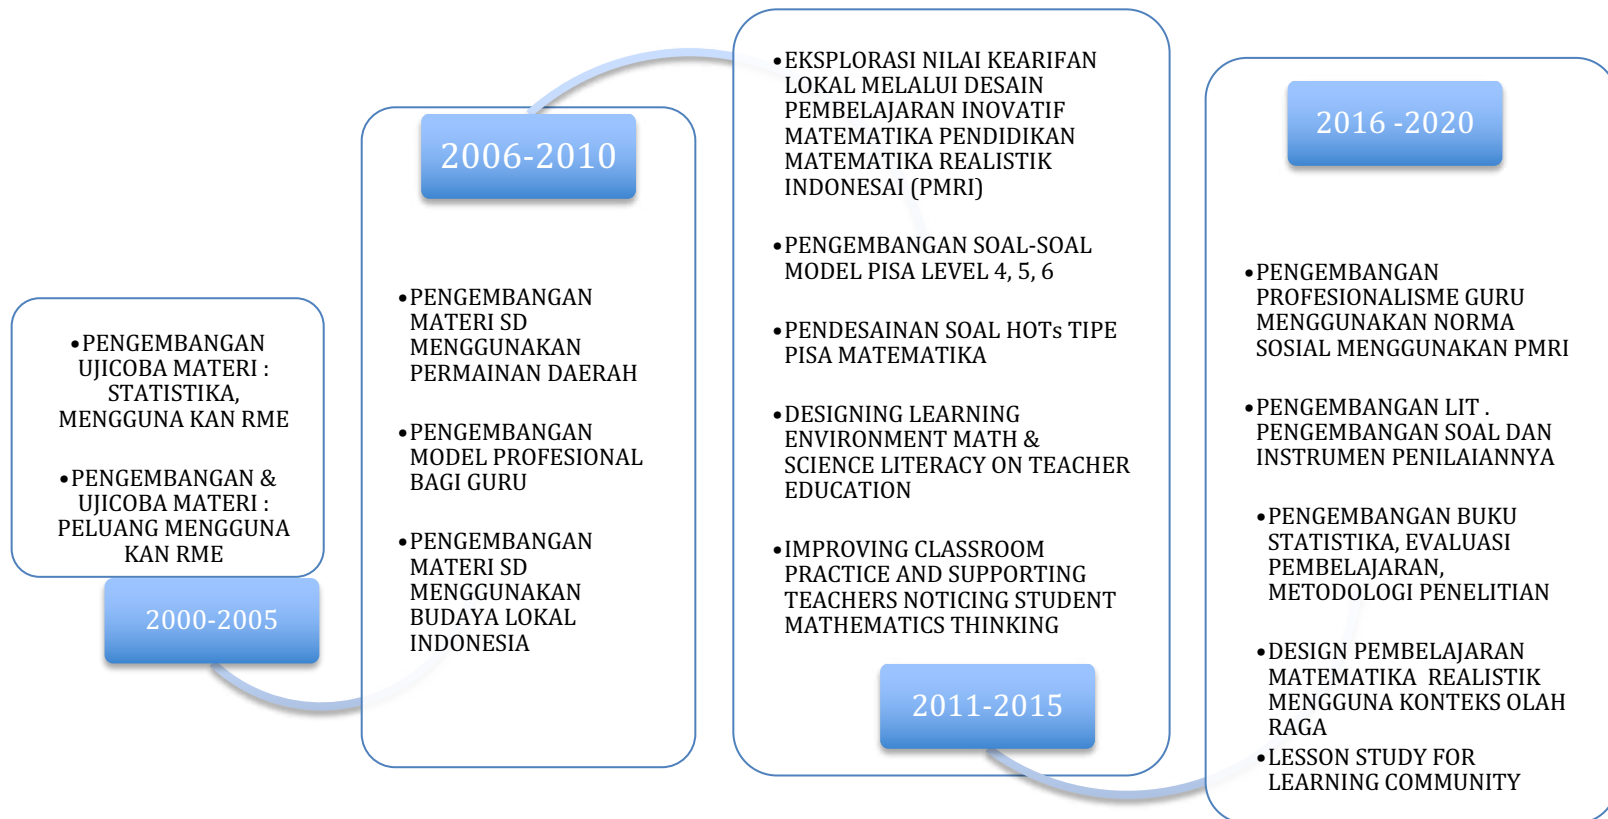 •PENGEMBANGAN
UJICOBA MATERI :
STATISTIKA,
MENGGUNA KAN RME
•PENGEMBANGAN &
UJICOBA MATERI :
PELUANG MENGGUNA
KAN RME
2000-2005
2006-2010
•PENGEMBANGAN
MATERI SD
MENGGUNAKAN
PERMAINAN DAERAH
•PENGEMBANGAN
MODEL PROFESIONAL
BAGI GURU
•PENGEMBANGAN
MATERI SD
MENGGUNAKAN
BUDAYA LOKAL
INDONESIA
•EKSPLORASI NILAI KEARIFAN
LOKAL MELALUI DESAIN
PEMBELAJARAN INOVATIF
MATEMATIKA PENDIDIKAN
MATEMATIKA REALISTIK
INDONESAI (PMRI)
•PENGEMBANGAN SOAL-SOAL
MODEL PISA LEVEL 4, 5, 6
•PENDESAINAN SOAL HOTs TIPE
PISA MATEMATIKA
•DESIGNING LEARNING
ENVIRONMENT MATH &
SCIENCE LITERACY ON TEACHER
EDUCATION
•IMPROVING CLASSROOM
PRACTICE AND SUPPORTING
TEACHERS NOTICING STUDENT
MATHEMATICS THINKING
2011-2015
2016 -2020
•PENGEMBANGAN
PROFESIONALISME GURU
MENGGUNAKAN NORMA
SOSIAL MENGGUNAKAN PMRI
•PENGEMBANGAN LIT .
PENGEMBANGAN SOAL DAN
INSTRUMEN PENILAIANNYA
•PENGEMBANGAN BUKU
STATISTIKA, EVALUASI
PEMBELAJARAN,
METODOLOGI PENELITIAN
•DESIGN PEMBELAJARAN
MATEMATIKA  REALISTIK
MENGGUNA KONTEKS OLAH
RAGA
•LESSON STUDY FOR
LEARNING COMMUNITY